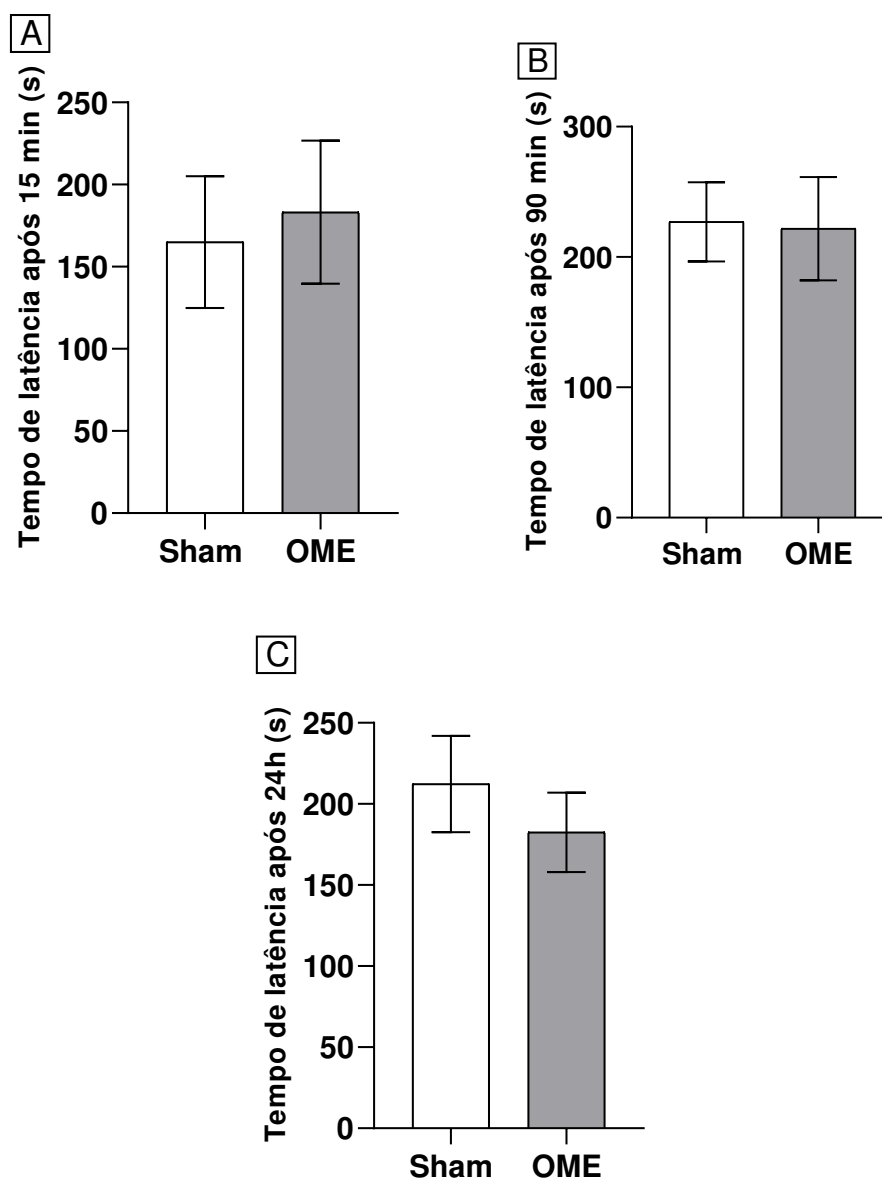 A
Tempo de latência após 15 min (s)
250
200
150
100
50
0
Sham OME
B
Tempo de latência após 90 min (s)
300
200
100
0
Sham OME
C
Tempo de latência após 24h (s)
250
200
150
100
50
0
Sham OME